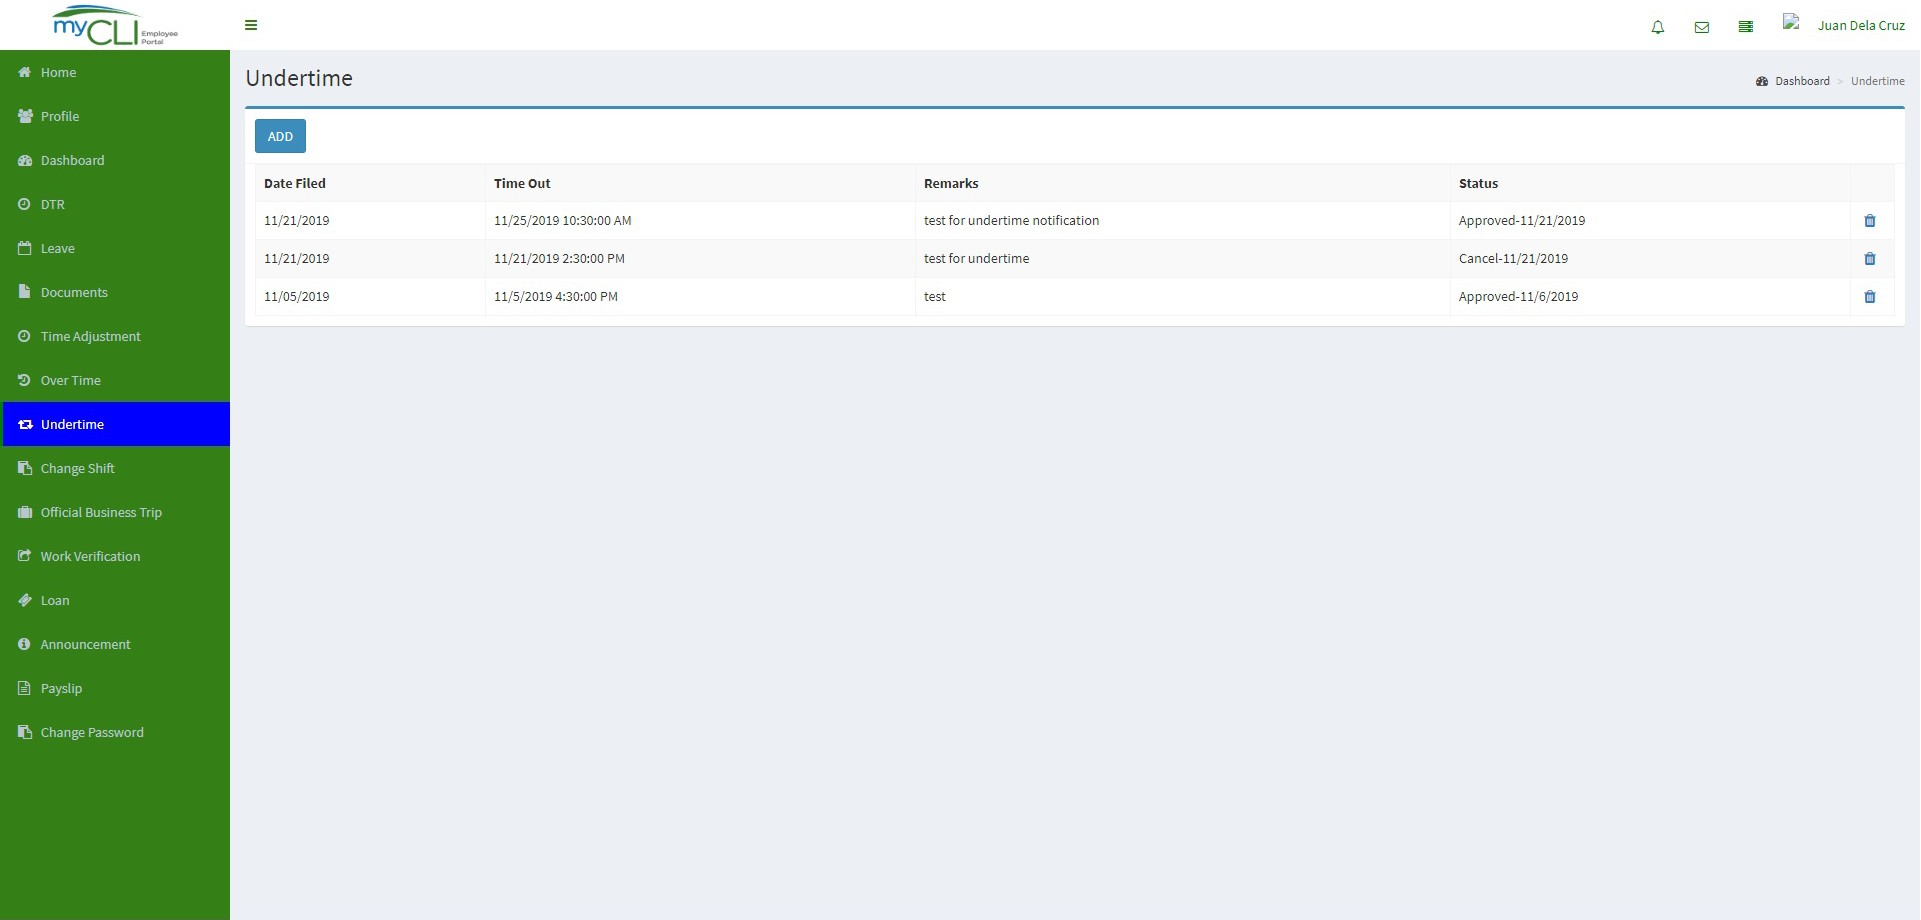 myCLI Employee Portal
Juan Dela Cruz
Home
Profile
Dashboard
DTR
Leave
Documents
Time Adjustment
Over Time
Undertime
Change Shift
Official Business Trip
Work Verification
Loan
Announcement
Payslip
Change Password
Undertime
Dashboard > Undertime
ADD
Date Filed Time Out Remarks Status
11/21/2019 11/25/2019 10:30:00 AM test for undertime notification Approved-11/21/2019
11/21/2019 11/21/2019 2:30:00 PM test for undertime Cancel-11/21/2019
11/05/2019 11/5/2019 4:30:00 PM test Approved-11/6/2019